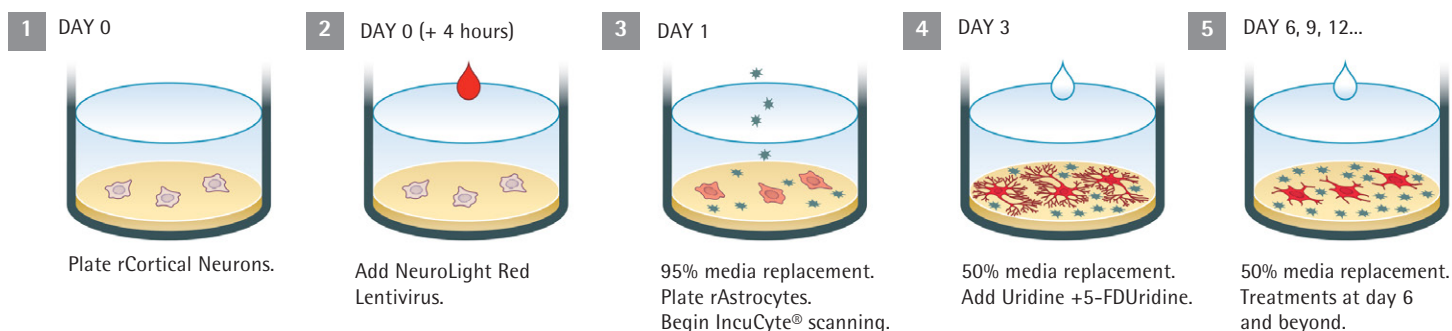 1 DAY 0
2 DAY 0 (+ 4 hours)
3 DAY 1
4 DAY 3
5 DAY 6, 9, 12...
Plate rCortical Neurons.
Add NeuroLight Red
Lentivirus.
95% media replacement.
Plate rAstrocytes.
Begin IncuCyte® scanning.
50% media replacement.
Add Uridine +5-FDUridine.
50% media replacement.
Treatments at day 6
and beyond.